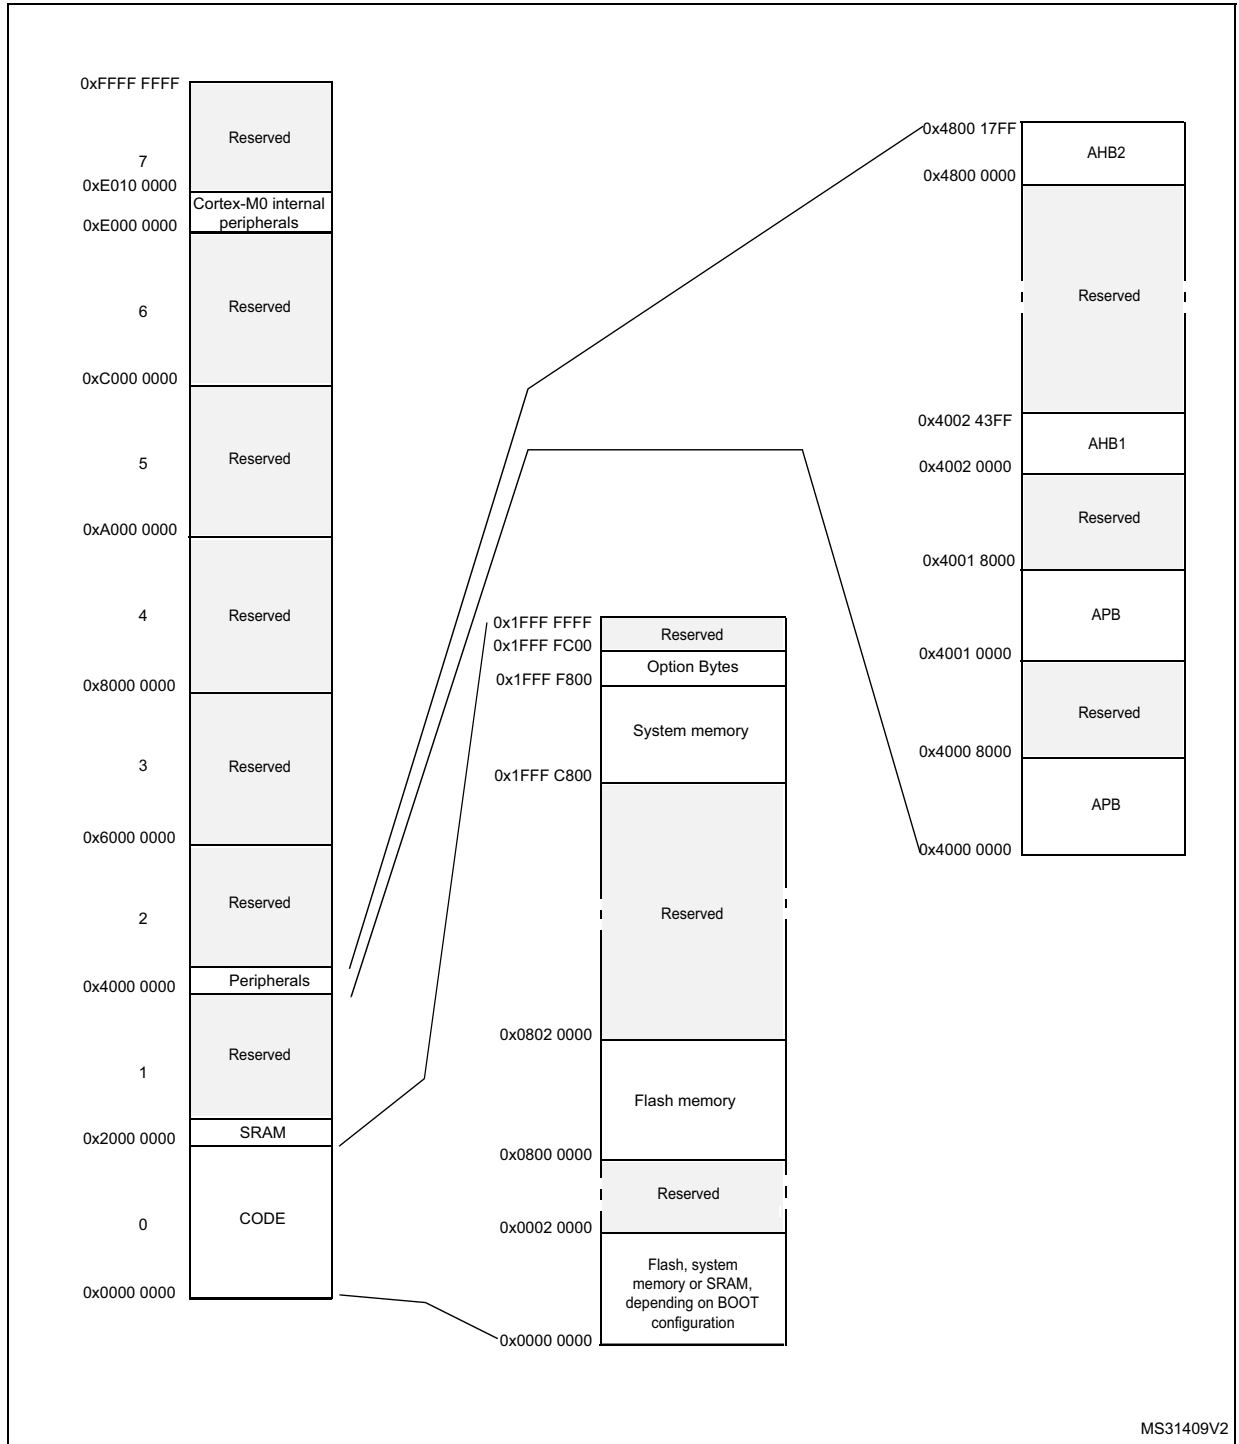 0xFFFF FFFF
Reserved
7
0xE010 0000
Cortex-M0 internal
peripherals
0xE000 0000
Reserved
6
0xC000 0000
Reserved
5
0xA000 0000
Reserved
4
0x8000 0000
Reserved
3
0x6000 0000
Reserved
2
Peripherals
0x4000 0000
Reserved
1
SRAM
0x2000 0000
CODE
0
0x0000 0000
0x1FFF FFFF
Reserved
0x1FFF FC00
Option Bytes
0x1FFF F800
System memory
0x1FFF C800
Reserved
0x0802 0000
Flash memory
0x0800 0000
Reserved
0x0002 0000
Flash, system
memory or SRAM,
depending on BOOT
configuration
0x0000 0000
0x4800 17FF
AHB2
0x4800 0000
Reserved
0x4002 43FF
AHB1
0x4002 0000
Reserved
0x4001 8000
APB
0x4001 0000
Reserved
0x4000 8000
APB
0x4000 0000
MS31409V2